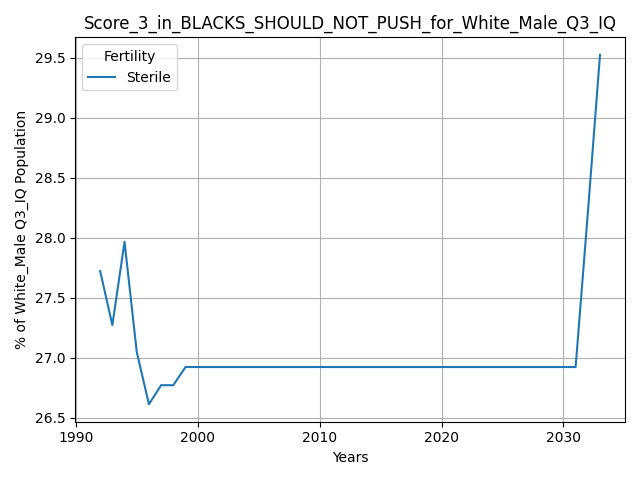 Score_3_in_BLACKS_SHOULD_NOT_PUSH_for_White_Male_Q3_IQ
Fertility
Sterile
29.5
29.0
28.5
28.0
27.5
27.0
26.5
% of White_Male Q3_IQ Population
1990
2000
2010
2020
2030
Years